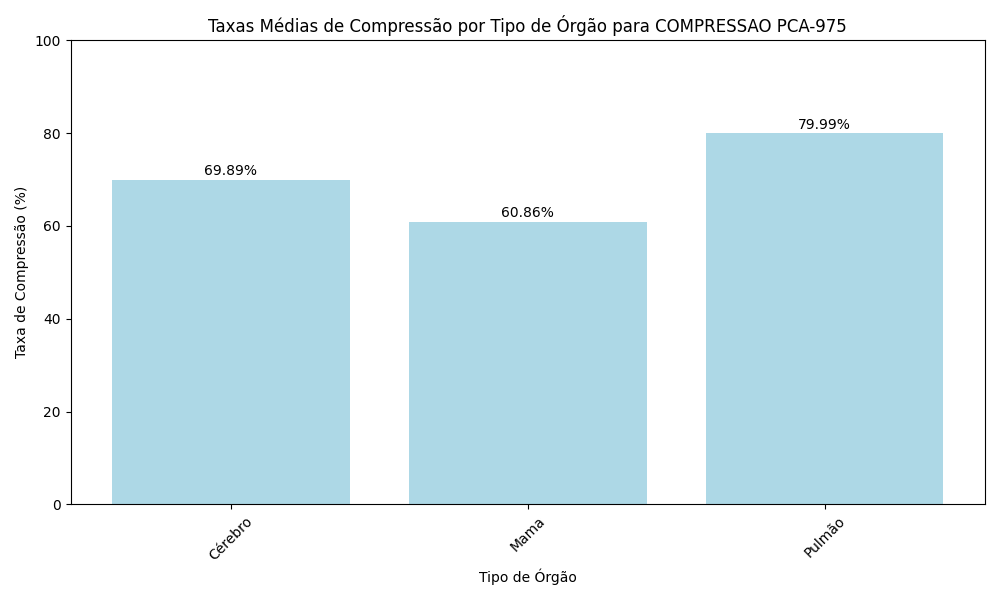 Taxas Médias de Compressão por Tipo de Órgão para COMPRESSAO PCA-975
Taxa de Compressão (%)
100
80
60
40
20
0
69.89%
60.86%
79.99%
Cérebro
Mama
Pulmão
Tipo de Órgão